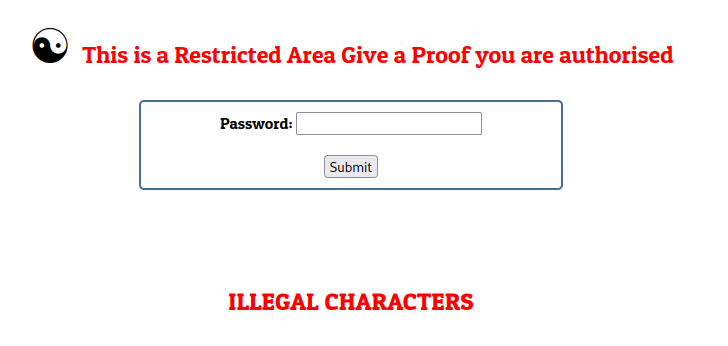 ☯ This is a Restricted Area Give a Proof you are authorised
Password:
Submit
ILLEGAL CHARACTERS